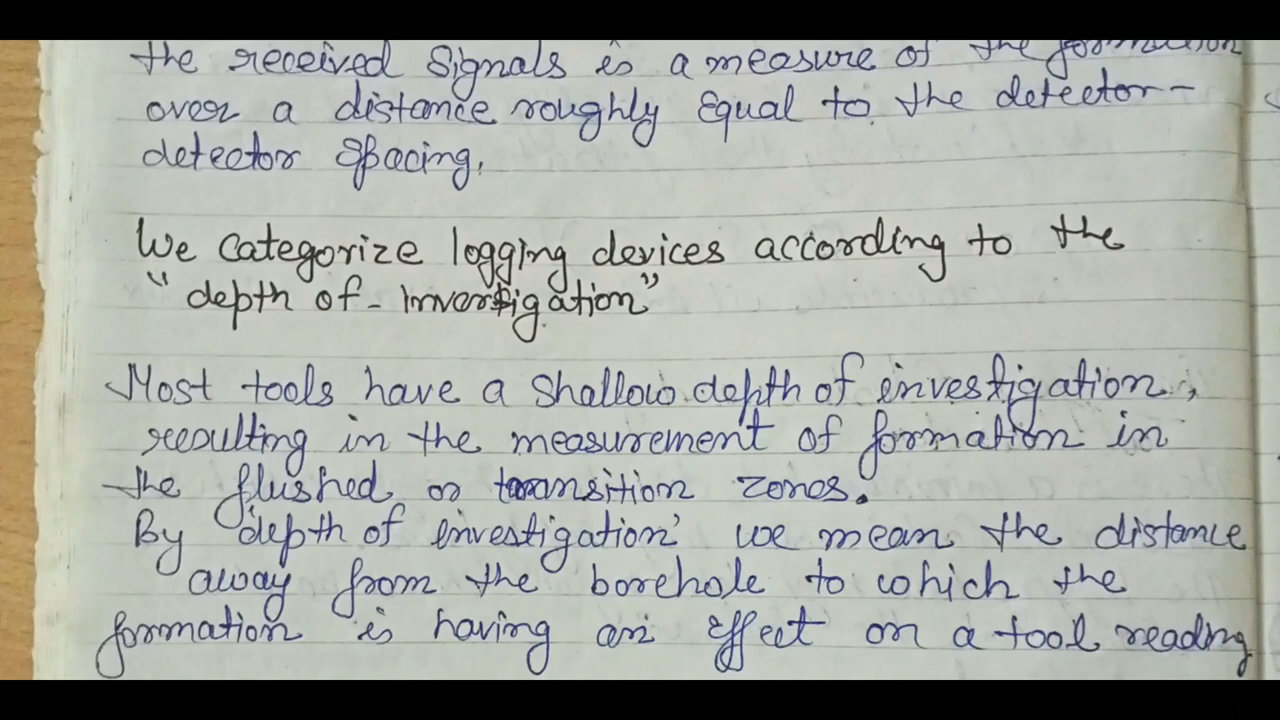 the received Signals is a measure of the formation
over a distance roughly Equal to the detector-
detector spacing.
We Categorize logging devices according to the
"depth of- Inverstigation"
Most tools have a Shallow depth of investigation,
resulting in the measurement of formation in
the flushed or transition zones.
By 'depth of investigation' we mean the distance
away from the borehole to which the
formation is having an effect on a tool reading